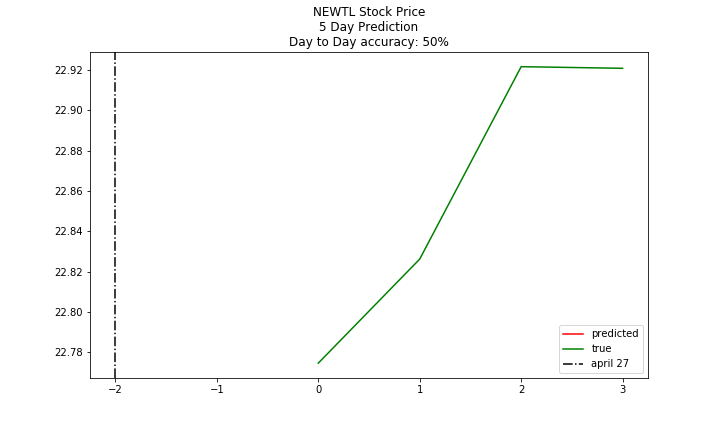 NEWTL Stock Price
5 Day Prediction
Day to Day accuracy: 50%
22.92
22.90
22.88
22.86
22.84
22.82
22.80
22.78
−2
−1
0
1
2
3
predicted
true
april 27